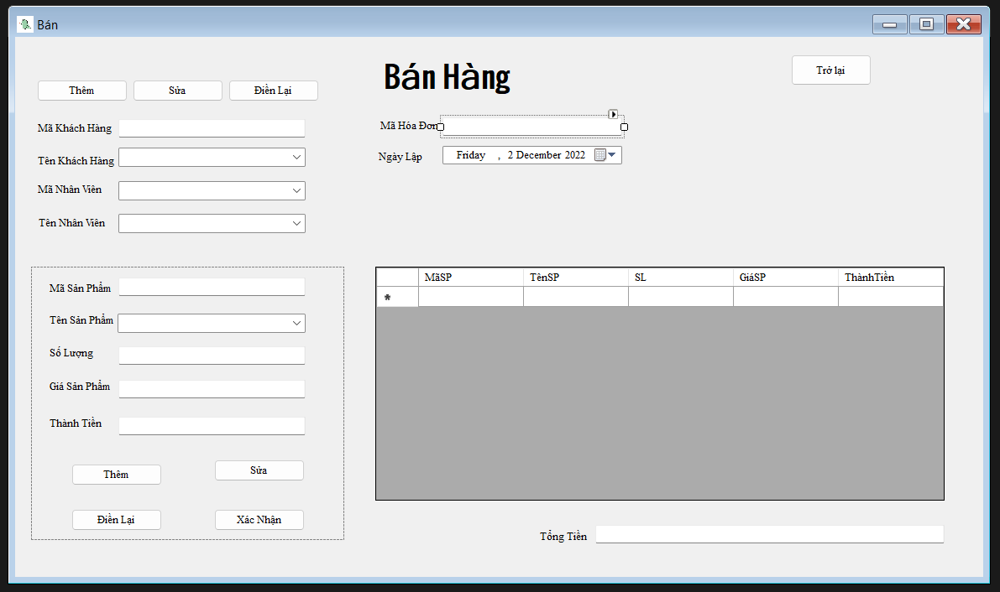 Bán
Bán Hàng
Trở lại
Thêm Sửa Điền Lại
Mã Khách Hàng
Tên Khách Hàng
Mã Nhân Viên
Tên Nhân Viên
Mã Hóa Đơn
Ngày Lập Friday , 2 December 2022
Mã Sản Phẩm
Tên Sản Phẩm
Số Lượng
Giá Sản Phẩm
Thành Tiền
Thêm Sửa
Điền Lại Xác Nhận
MãSP TênSP SL GiáSP ThànhTiền
*
Tổng Tiền